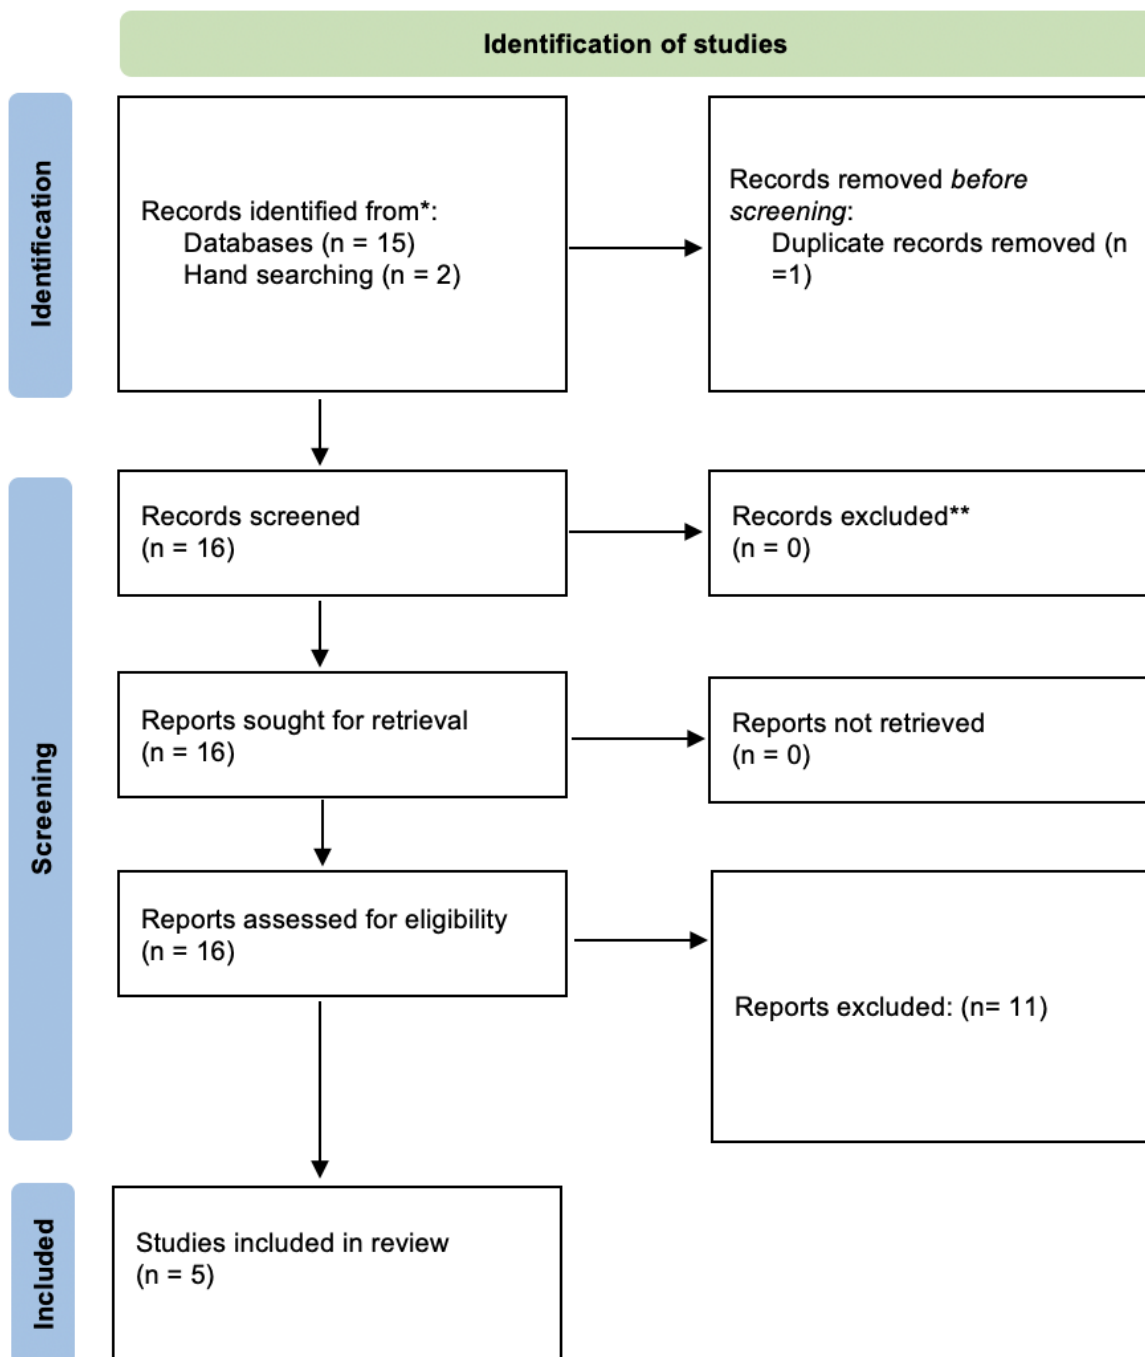 Identification of studies
Identification
Records identified from*:
Databases (n = 15)
Hand searching (n = 2)
Records removed before
screening:
Duplicate records removed (n
=1)
Screening
Records screened
(n = 16)
Records excluded**
(n = 0)
Reports sought for retrieval
(n = 16)
Reports not retrieved
(n = 0)
Reports assessed for eligibility
(n = 16)
Reports excluded: (n= 11)
Included
Studies included in review
(n = 5)